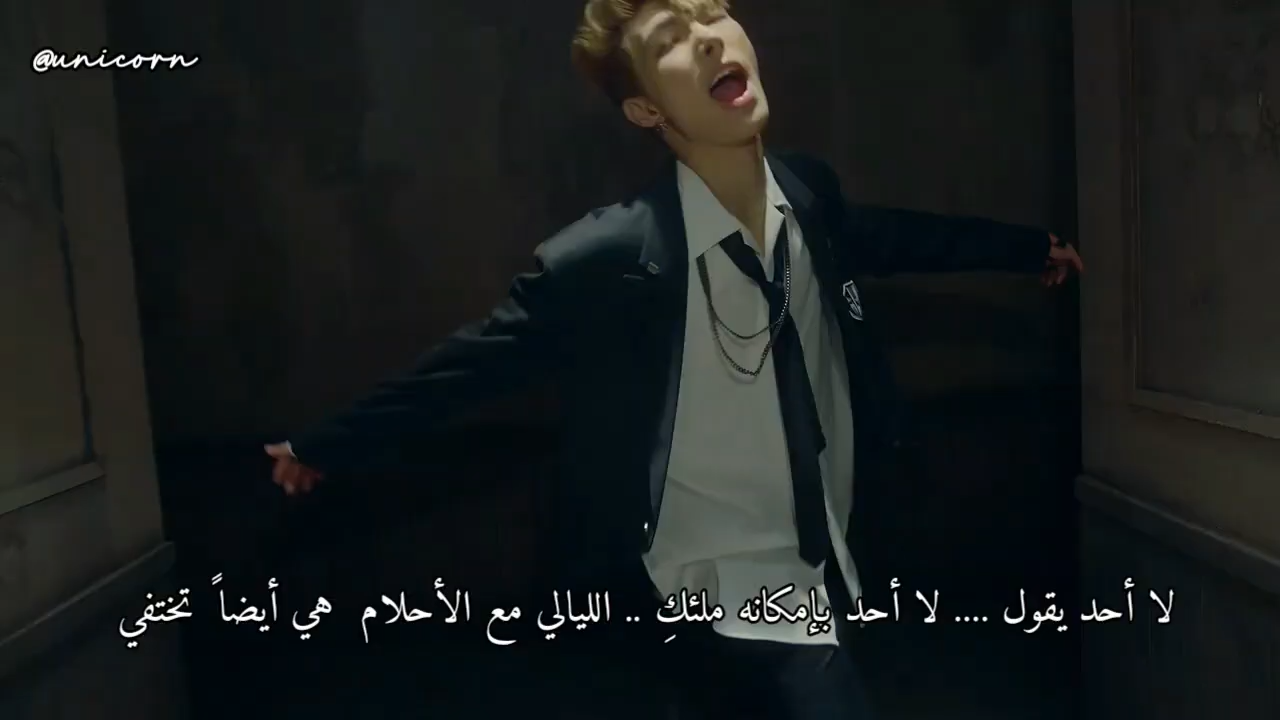 @unicorn
لا أحد يقول .... لا أحد بإمكانه ملئكِ .. الليالي مع الأحلام هي أيضاً تختفي